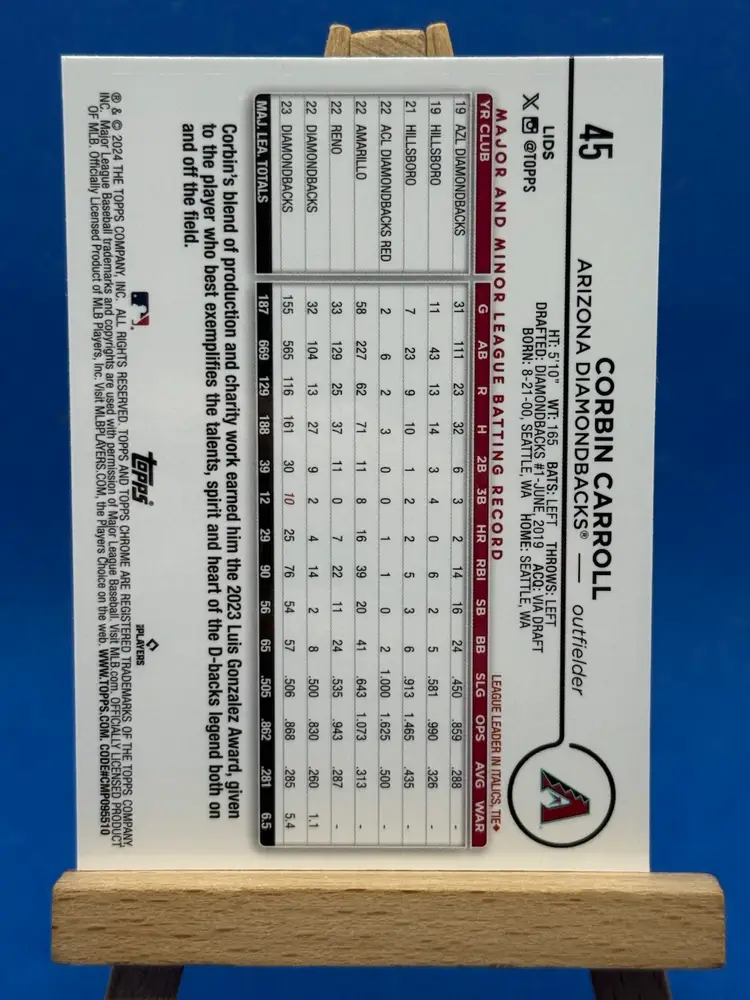 45
CORBIN CARROLL
ARIZONA DIAMONDBACKS® — outfielder
LIDS
X @TOPPS
HT: 5'10" WT: 165 BATS: LEFT THROWS: LEFT
DRAFTED: DIAMONDBACKS #1-JUNE, 2019 ACQ: VIA DRAFT
BORN: 8-21-00, SEATTLE, WA HOME: SEATTLE, WA
A
MAJOR AND MINOR LEAGUE BATTING RECORD LEAGUE LEADER IN ITALICS, TIE♦
YR CLUB G AB R H 2B 3B HR RBI SB BB SLG OPS AVG WAR
19 AZL DIAMONDBACKS 31 111 23 32 6 3 2 14 16 24 .450 .859 .288 -
19 HILLSBORO 11 43 13 14 3 4 0 6 2 5 .581 .990 .326 -
21 HILLSBORO 7 23 9 10 1 2 2 5 3 6 .913 1.465 .435 -
22 ACL DIAMONDBACKS RED 2 6 2 3 0 0 1 1 0 2 1.000 1.625 .500 -
22 AMARILLO 58 227 62 71 11 8 16 39 20 41 .643 1.073 .313 -
22 RENO 33 129 25 37 11 0 7 22 11 24 .535 .943 .287 -
22 DIAMONDBACKS 32 104 13 27 9 2 4 14 2 8 .500 .830 .260 1.1
23 DIAMONDBACKS 155 565 116 161 30 10 25 76 54 57 .506 .868 .285 5.4
MAJ. LEA. TOTALS 187 669 129 188 39 12 29 90 56 65 .505 .862 .281 6.5
Corbin's blend of production and charity work earned him the 2023 Luis Gonzalez Award, given
to the player who best exemplifies the talents, spirit and heart of the D-backs legend both on
and off the field.
topps
PLAYERS
® & © 2024 THE TOPPS COMPANY, INC. ALL RIGHTS RESERVED. TOPPS AND TOPPS CHROME ARE REGISTERED TRADEMARKS OF THE TOPPS COMPANY,
INC. Major League Baseball trademarks and copyrights are used with permission of Major League Baseball. Visit MLB.com. OFFICIALLY LICENSED PRODUCT
OF MLB Players, Inc. Visit MLBPLAYERS.COM, the Players Choice on the web. WWW.TOPPS.COM. CODE#CMP095510